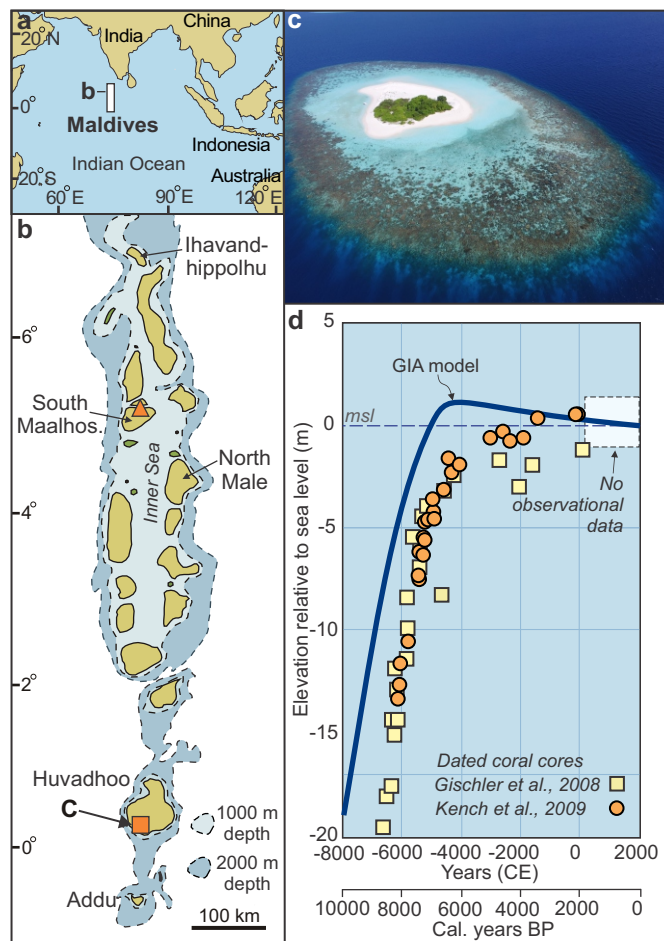 a
20°N
0°
20°S
India
China
b
Maldives
Indonesia
Indian Ocean
Australia
60°E
90°E
120°E
b
Ihavand-
hippolhu
6°
South
Maalhos.
North
Male
Inner Sea
4°
2°
Huvadhoo
C
0°
1000 m
depth
2000 m
depth
Addu
100 km
c
d
5
GIA model
msl
0
No
observational
data
-5
-10
-15
-20
Elevation relative to sea level (m)
Dated coral cores
Gischler et al., 2008
Kench et al., 2009
-8000 -6000 -4000 -2000 0 2000
Years (CE)
10000 8000 6000 4000 2000 0
Cal. years BP